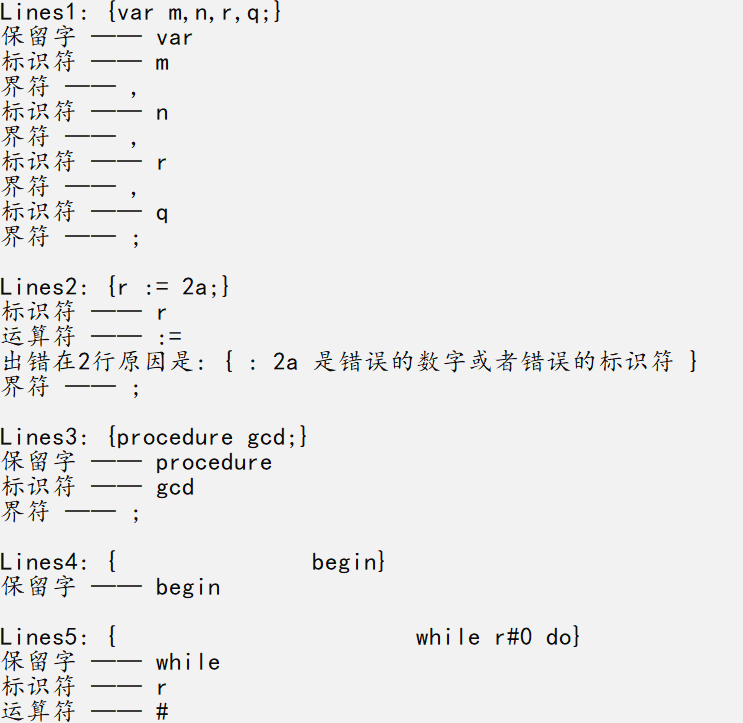 Lines1: {var m,n,r,q;}
保留字 —— var
标识符 —— m
界符 —— ,
标识符 —— n
界符 —— ,
标识符 —— r
界符 —— ,
标识符 —— q
界符 —— ;
Lines2: {r := 2a;}
标识符 —— r
运算符 —— :=
出错在2行原因是: { : 2a 是错误的数字或者错误的标识符 }
界符 —— ;
Lines3: {procedure gcd;}
保留字 —— procedure
标识符 —— gcd
界符 —— ;
Lines4: {               begin}
保留字 —— begin
Lines5: {                       while r#0 do}
保留字 —— while
标识符 —— r
运算符 —— #